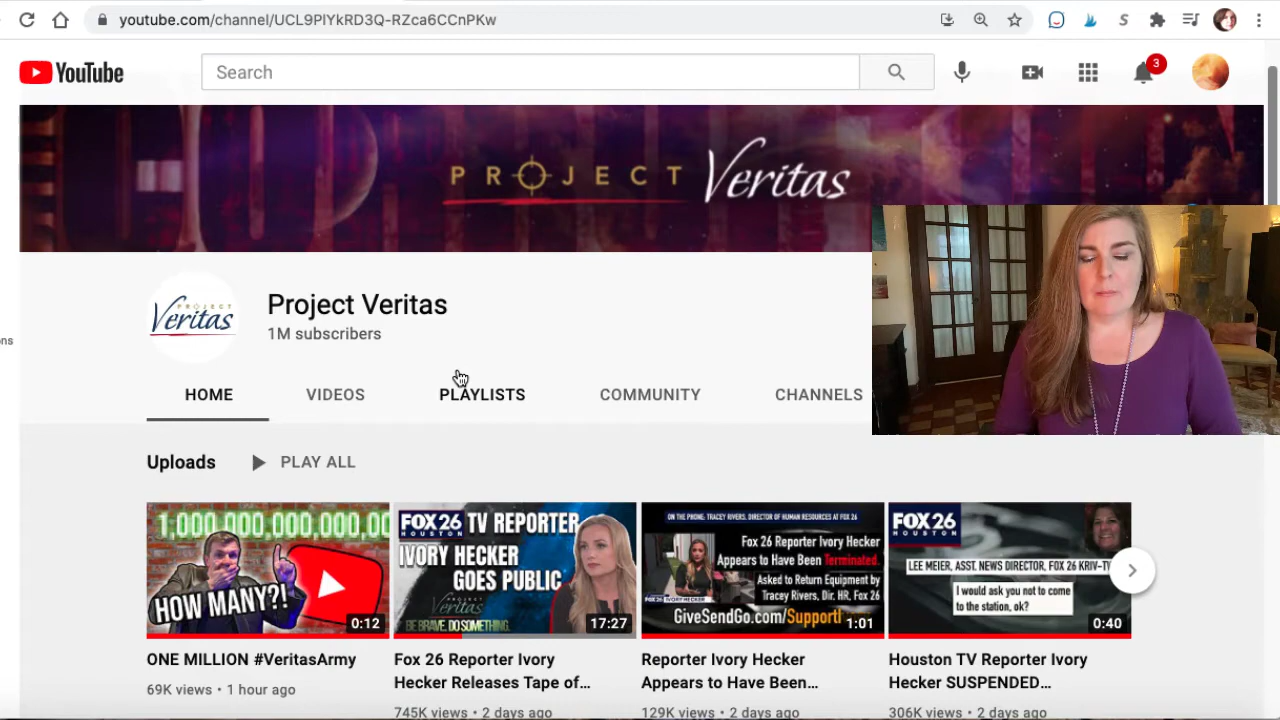 youtube.com/channel/UCL9PlYkRD3Q-RZca6CCnPKw
S
YouTube
Search
3
PROJECT Veritas
PROJECT
Veritas
Project Veritas
1M subscribers
ons
HOME
VIDEOS
PLAYLISTS
COMMUNITY
CHANNELS
Uploads
PLAY ALL
1,000,000,000,000,00
HOW MANY?!
0:12
FOX 26
HOUSTON
TV REPORTER
IVORY HECKER
GOES PUBLIC
Veritas
BE BRAVE. DO SOMETHING.
17:27
ON THE PHONE: TRACEY RIVERS, DIRECTOR OF HUMAN RESOURCES AT FOX 26
Fox 26 Reporter Ivory Hecker
Appears to Have Been Terminated.
Asked to Return Equipment by
Tracey Rivers, Dir. HR, Fox 26
IVORY HECKER
GiveSendGo.com/SupportI
1:01
FOX 26
HOUSTON
LEE MEIER, ASST. NEWS DIRECTOR, FOX 26 KRIV-TV
I would ask you not to come
to the station, ok?
0:40
ONE MILLION #VeritasArmy
69K views • 1 hour ago
Fox 26 Reporter Ivory
Hecker Releases Tape of...
745K views • 2 days ago
Reporter Ivory Hecker
Appears to Have Been...
129K views • 2 days ago
Houston TV Reporter Ivory
Hecker SUSPENDED...
306K views • 2 days ago